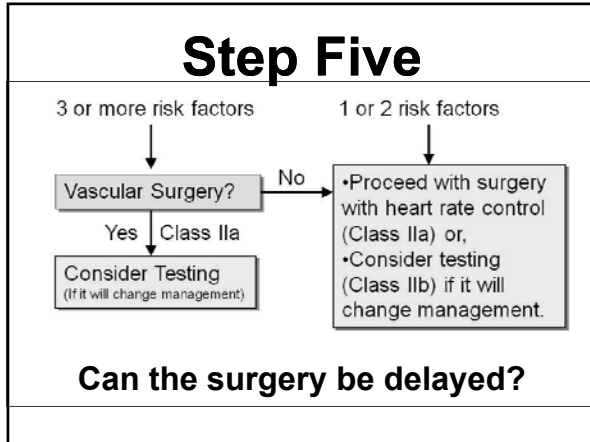 Step Five
3 or more risk factors
1 or 2 risk factors
Vascular Surgery?
No
Yes
Class IIa
Consider Testing
(If it will change management)
•Proceed with surgery
with heart rate control
(Class IIa) or,
•Consider testing
(Class IIb) if it will
change management.
Can the surgery be delayed?